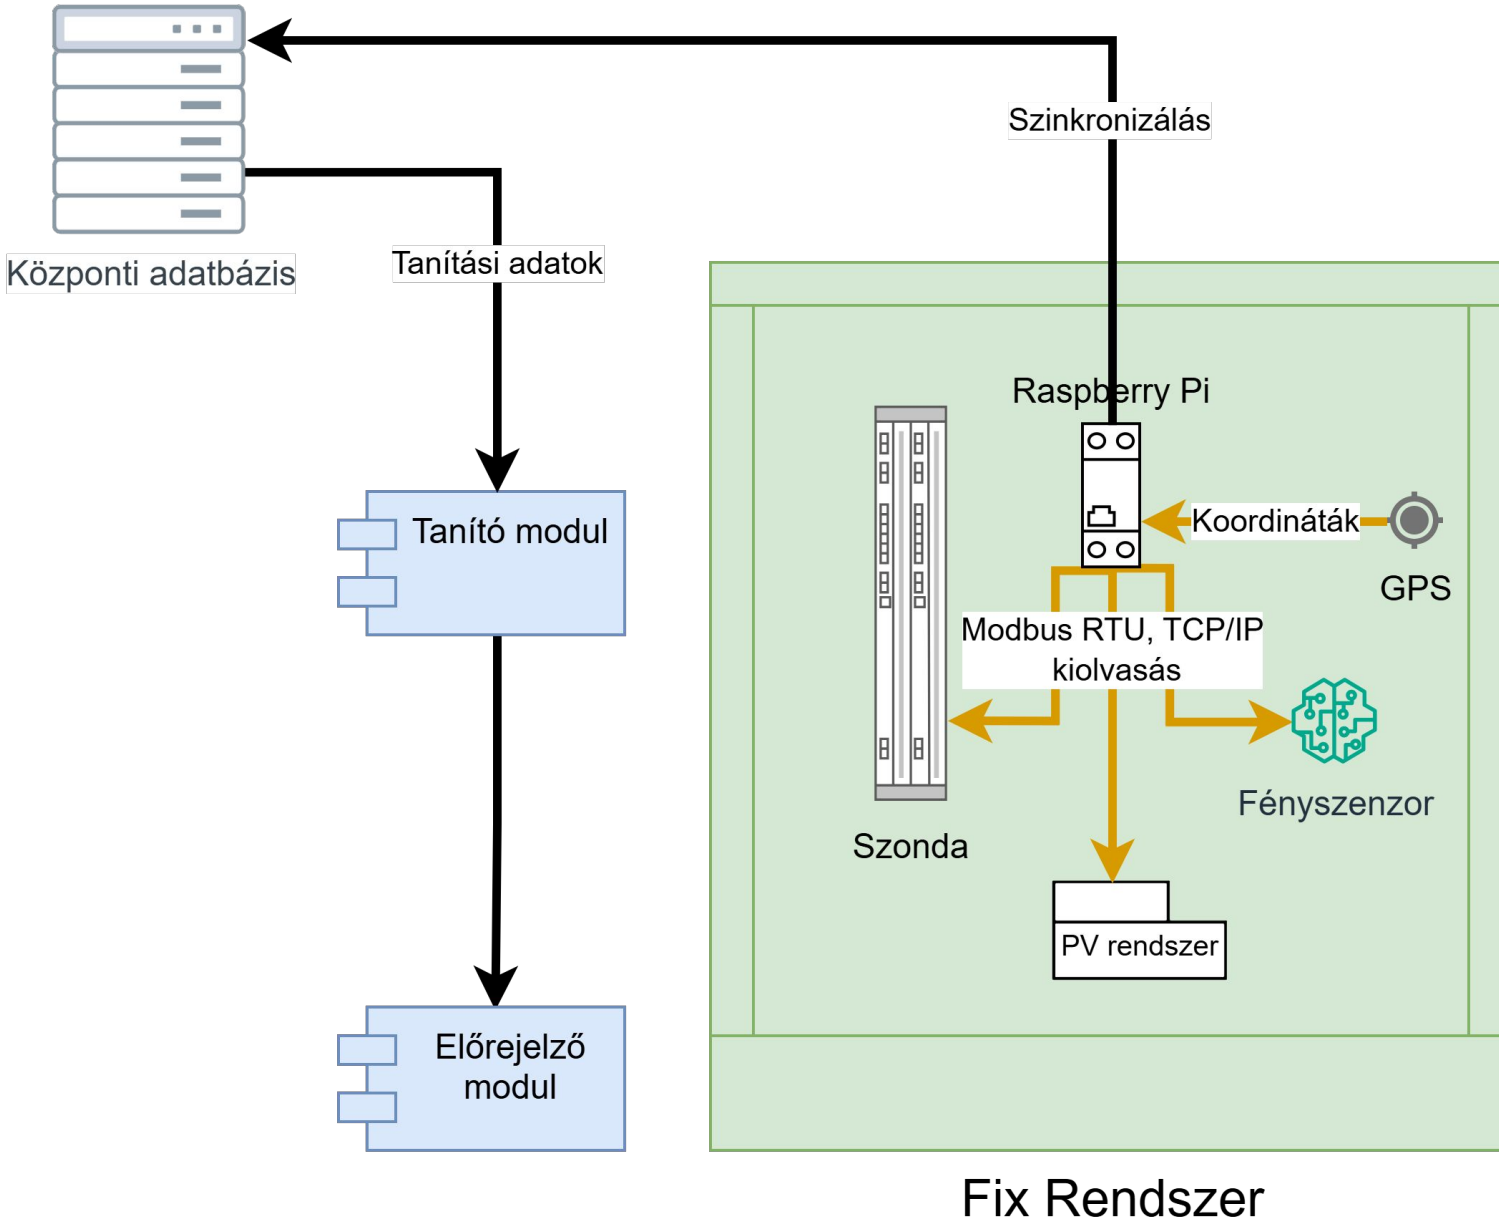 Szinkronizálás
Központi adatbázis
Tanítási adatok
Raspberry Pi
Tanító modul
Koordináták
GPS
Modbus RTU, TCP/IP
kiolvasás
Fényszenzor
Szonda
PV rendszer
Előrejelző
modul
Fix Rendszer